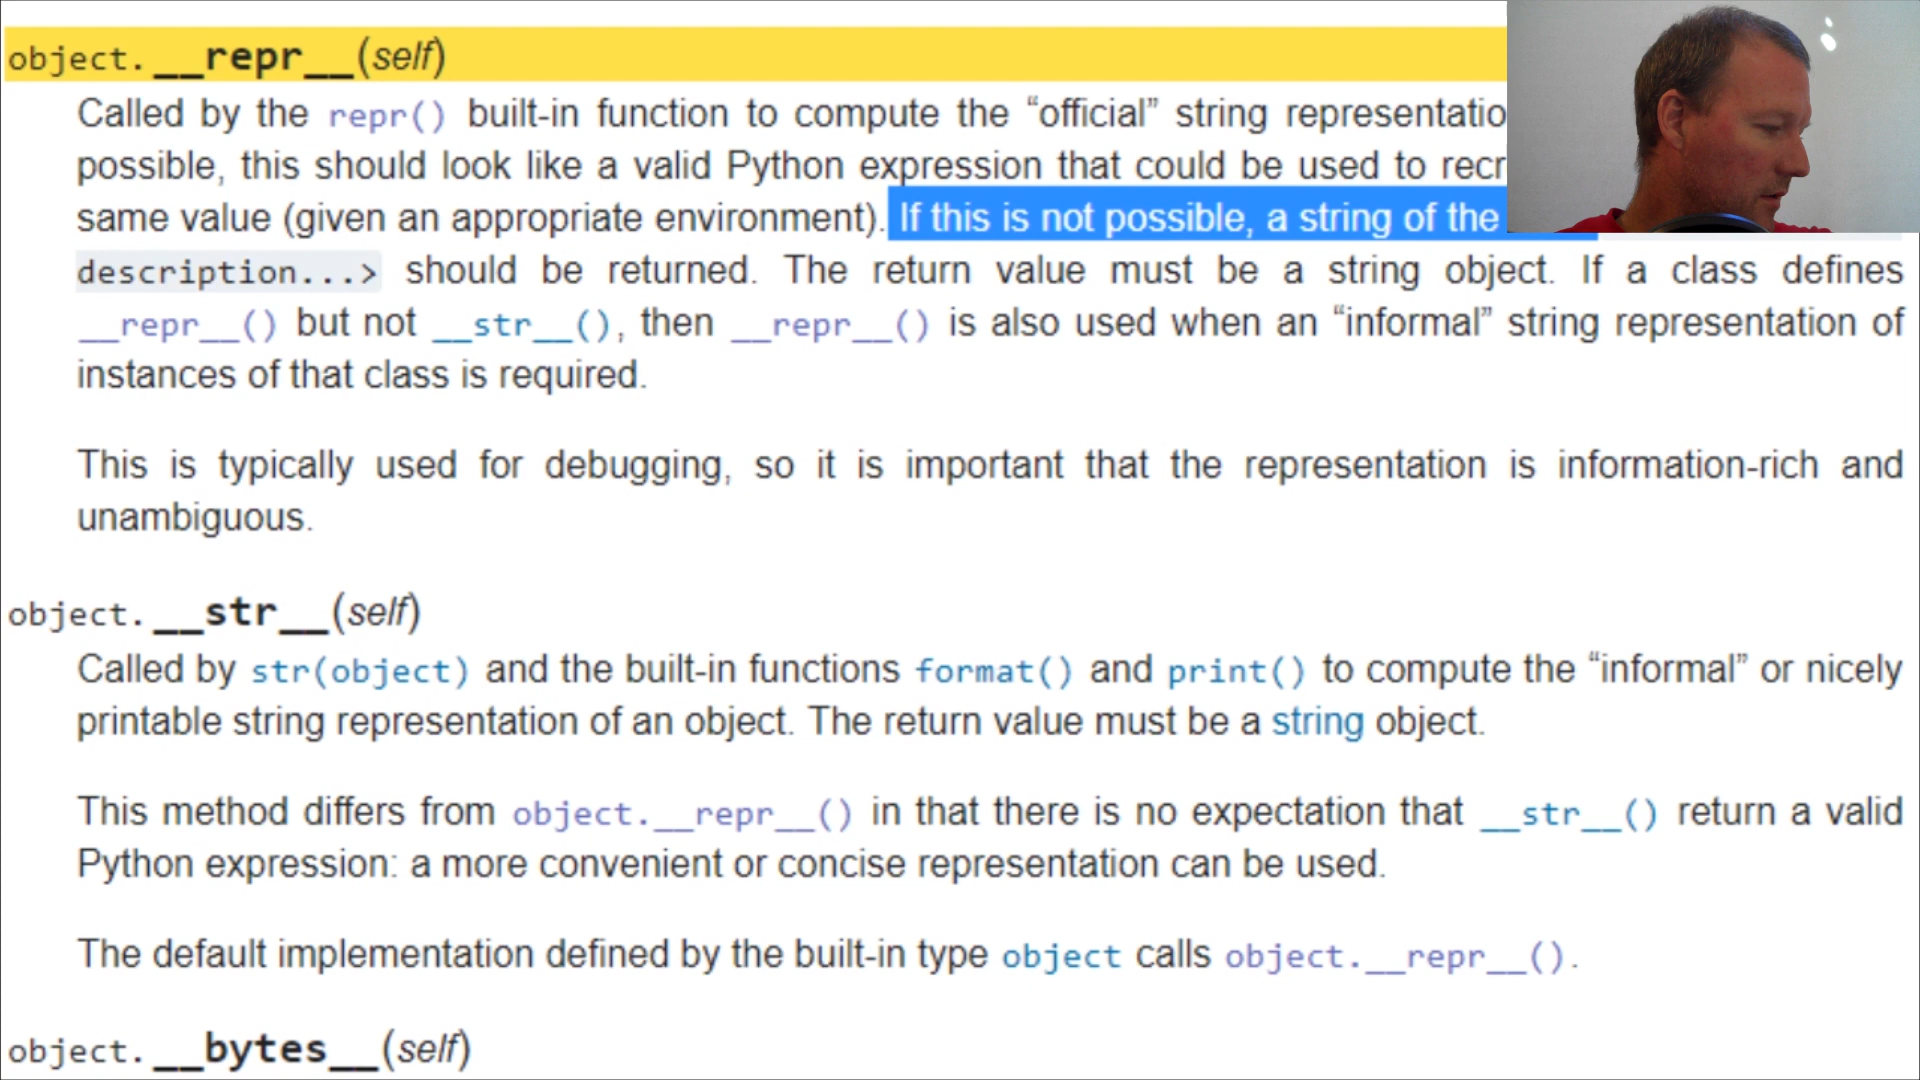 object.__repr__(self)
Called by the repr() built-in function to compute the “official” string representatio
possible, this should look like a valid Python expression that could be used to recr
same value (given an appropriate environment). If this is not possible, a string of the
description...> should be returned. The return value must be a string object. If a class defines
__repr__() but not __str__(), then __repr__() is also used when an “informal” string representation of
instances of that class is required.
This is typically used for debugging, so it is important that the representation is information-rich and
unambiguous.
object.__str__(self)
Called by str(object) and the built-in functions format() and print() to compute the “informal” or nicely
printable string representation of an object. The return value must be a string object.
This method differs from object.__repr__() in that there is no expectation that __str__() return a valid
Python expression: a more convenient or concise representation can be used.
The default implementation defined by the built-in type object calls object.__repr__().
object.__bytes__(self)